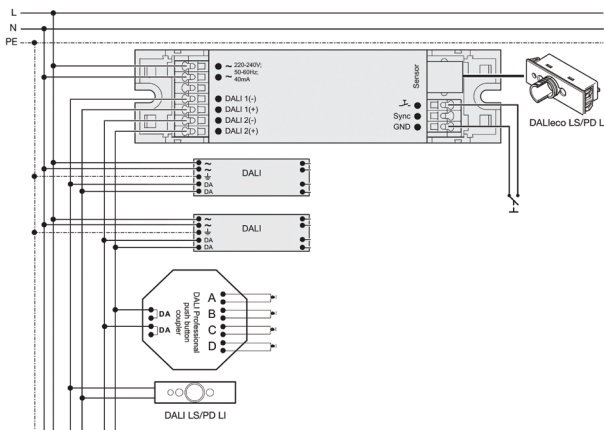 L
N
PE
~ 220-240V;
50-60Hz;
40mA
DALI 1(-)
DALI 1(+)
DALI 2(-)
DALI 2(+)
Sensor
Sync
GND
DALIeco LS/PD L
~
~
DALI
DA
DA
~
~
DALI
DA
DA
DALI Professional
push button
coupler
DA
DA
A
B
C
D
DALI LS/PD LI